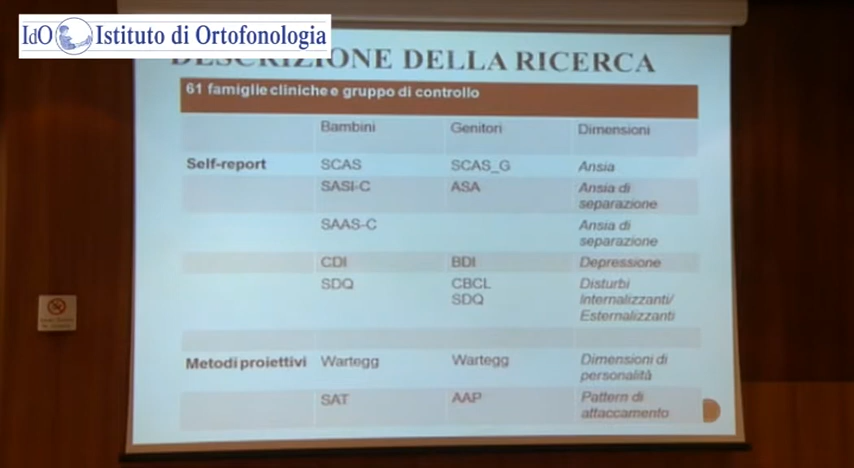 IdO Istituto di Ortofonologia
DESCRIZIONE DELLA RICERCA
61 famiglie cliniche e gruppo di controllo
Bambini Genitori Dimensioni
Self-report SCAS SCAS_G Ansia
SASI-C ASA Ansia di
separazione
SAAS-C Ansia di
separazione
CDI BDI Depressione
SDQ CBCL Disturbi
SDQ Internalizzanti/
Esternalizzanti
Metodi proiettivi Wartegg Wartegg Dimensioni di
personalità
SAT AAP Pattern di
attaccamento